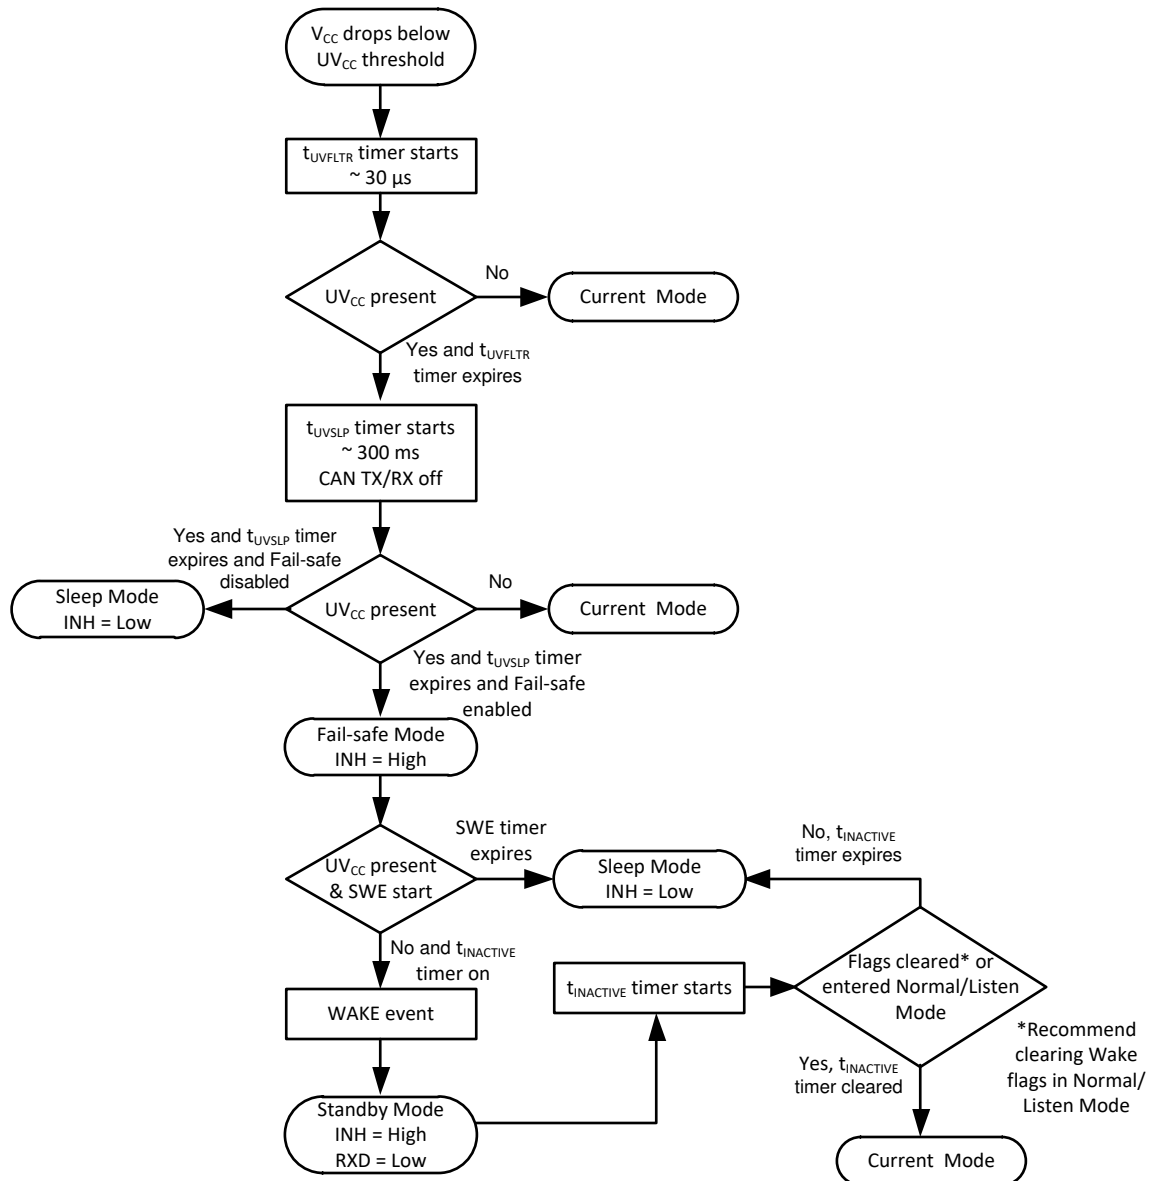 VCC drops below
UVCC threshold
tUVFLTR timer starts
~ 30 µs
UVCC present
No
Current Mode
Yes and tUVFLTR
timer expires
tUVSLP timer starts
~ 300 ms
CAN TX/RX off
Yes and tUVSLP timer
expires and Fail-safe
disabled
Sleep Mode
INH = Low
UVCC present
No
Current Mode
Yes and tUVSLP timer
expires and Fail-safe
enabled
Fail-safe Mode
INH = High
UVCC present
& SWE start
SWE timer
expires
Sleep Mode
INH = Low
No, tINACTIVE
timer expires
No and tINACTIVE
timer on
WAKE event
Standby Mode
INH = High
RXD = Low
tINACTIVE timer starts
Flags cleared* or
entered Normal/Listen
Mode
*Recommend
clearing Wake
flags in Normal/
Listen Mode
Yes, tINACTIVE
timer cleared
Current Mode